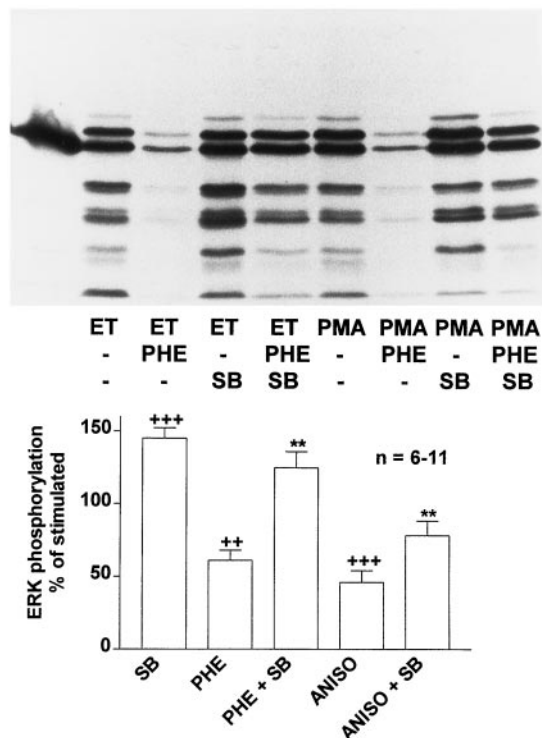 ET ET ET ET PMA PMA PMA PMA
- PHE - PHE - PHE - PHE
- - SB SB - - SB SB
ERK phosphorylation
% of stimulated
150
100
50
0
+++
++
**
+++
**
n = 6-11
SB
PHE
PHE + SB
ANISO
ANISO + SB